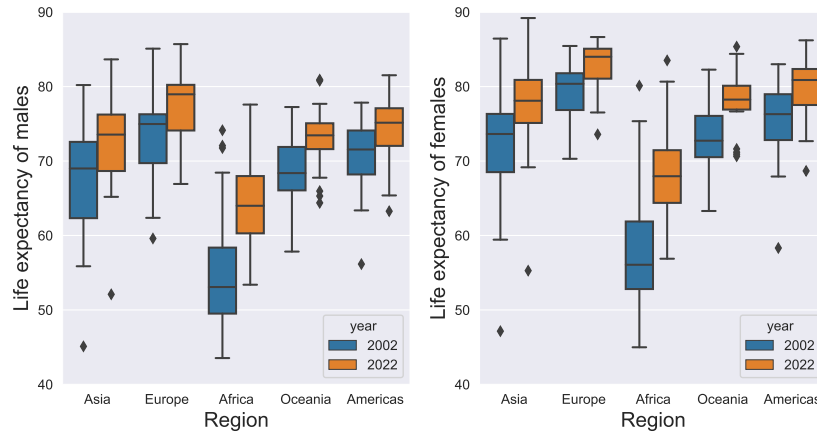 90
80
70
60
50
40
Life expectancy of males
Asia Europe Africa Oceania Americas
Region
year
2002
2022
90
80
70
60
50
40
Life expectancy of females
Asia Europe Africa Oceania Americas
Region
year
2002
2022